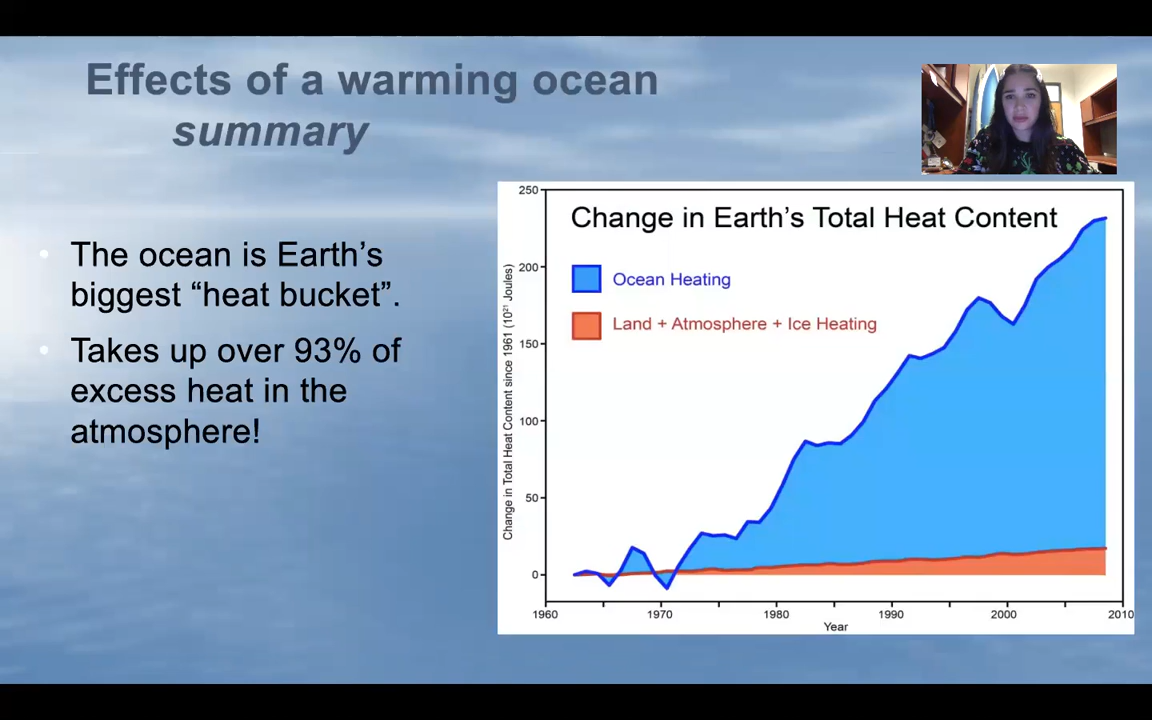 Effects of a warming ocean
summary
The ocean is Earth's
biggest “heat bucket”.
Takes up over 93% of
excess heat in the
atmosphere!
Change in Earth's Total Heat Content
Ocean Heating
Land + Atmosphere + Ice Heating
Change in Total Heat Content since 1961 (10²¹ Joules)
250
200
150
100
50
0
1960 1970 1980 1990 2000 2010
Year